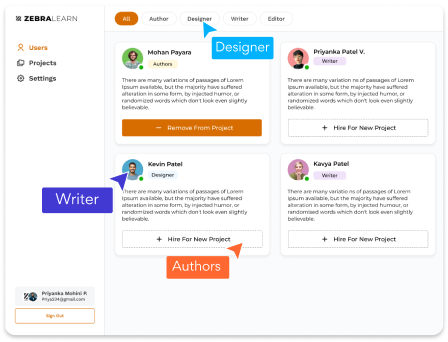 ZEBRALEARN
All Author Designer Writer Editor
Users
Projects
Settings
Designer
Mohan Payara
Authors
There are many variations of passages of Lorem
Ipsum available, but the majority have suffered
alteration in some form, by injected humor, or
randomized words which don't look even slightly
believable.
Remove From Project
Priyanka Patel V.
Writer
There are many variations of passages of Lorem
Ipsum available, but the majority have suffered
alteration in some form, by injected humor, or
randomized words which don't look even slightly
believable.
+ Hire For New Project
Kevin Patel
Designer
There are many variations of passages of Lorem
Ipsum available, but the majority have suffered
alteration in some form, by injected humor, or
randomized words which don't look even slightly
believable.
+ Hire For New Project
Kavya Patel
Writer
There are many variatio ns of passages of Lorem
Ipsum available, but the majority have suffered
alteration in some form, by injected humour, or
randomised words which don't look even slightly
believable.
+ Hire For New Project
Writer
Authors
Priyanka Mohini P.
Sign Out